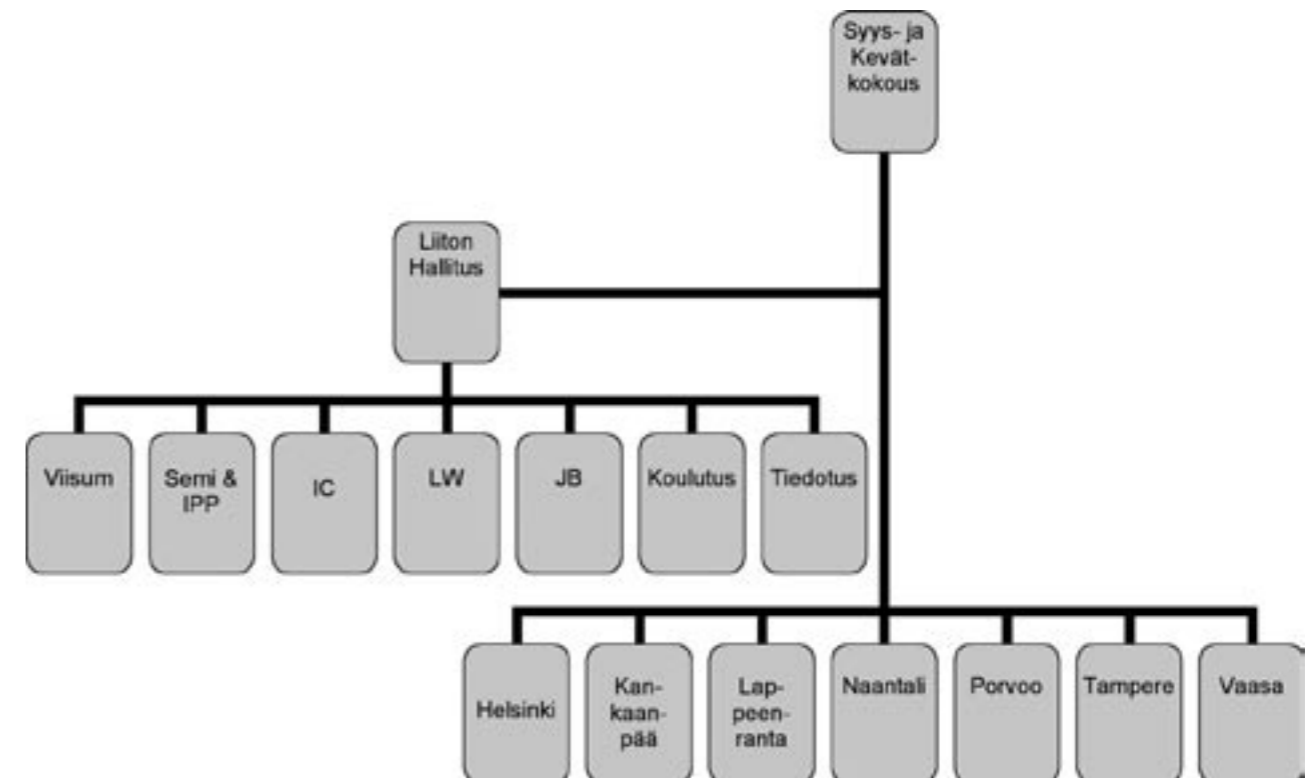 Syys- ja
Kevät-
kokous
Liiton
Hallitus
Viisum
Semi &
IPP
IC
LW
JB
Koulutus
Tiedotus
Helsinki
Kan-
kaan-
pää
Lap-
peen-
ranta
Naantali
Porvoo
Tampere
Vaasa